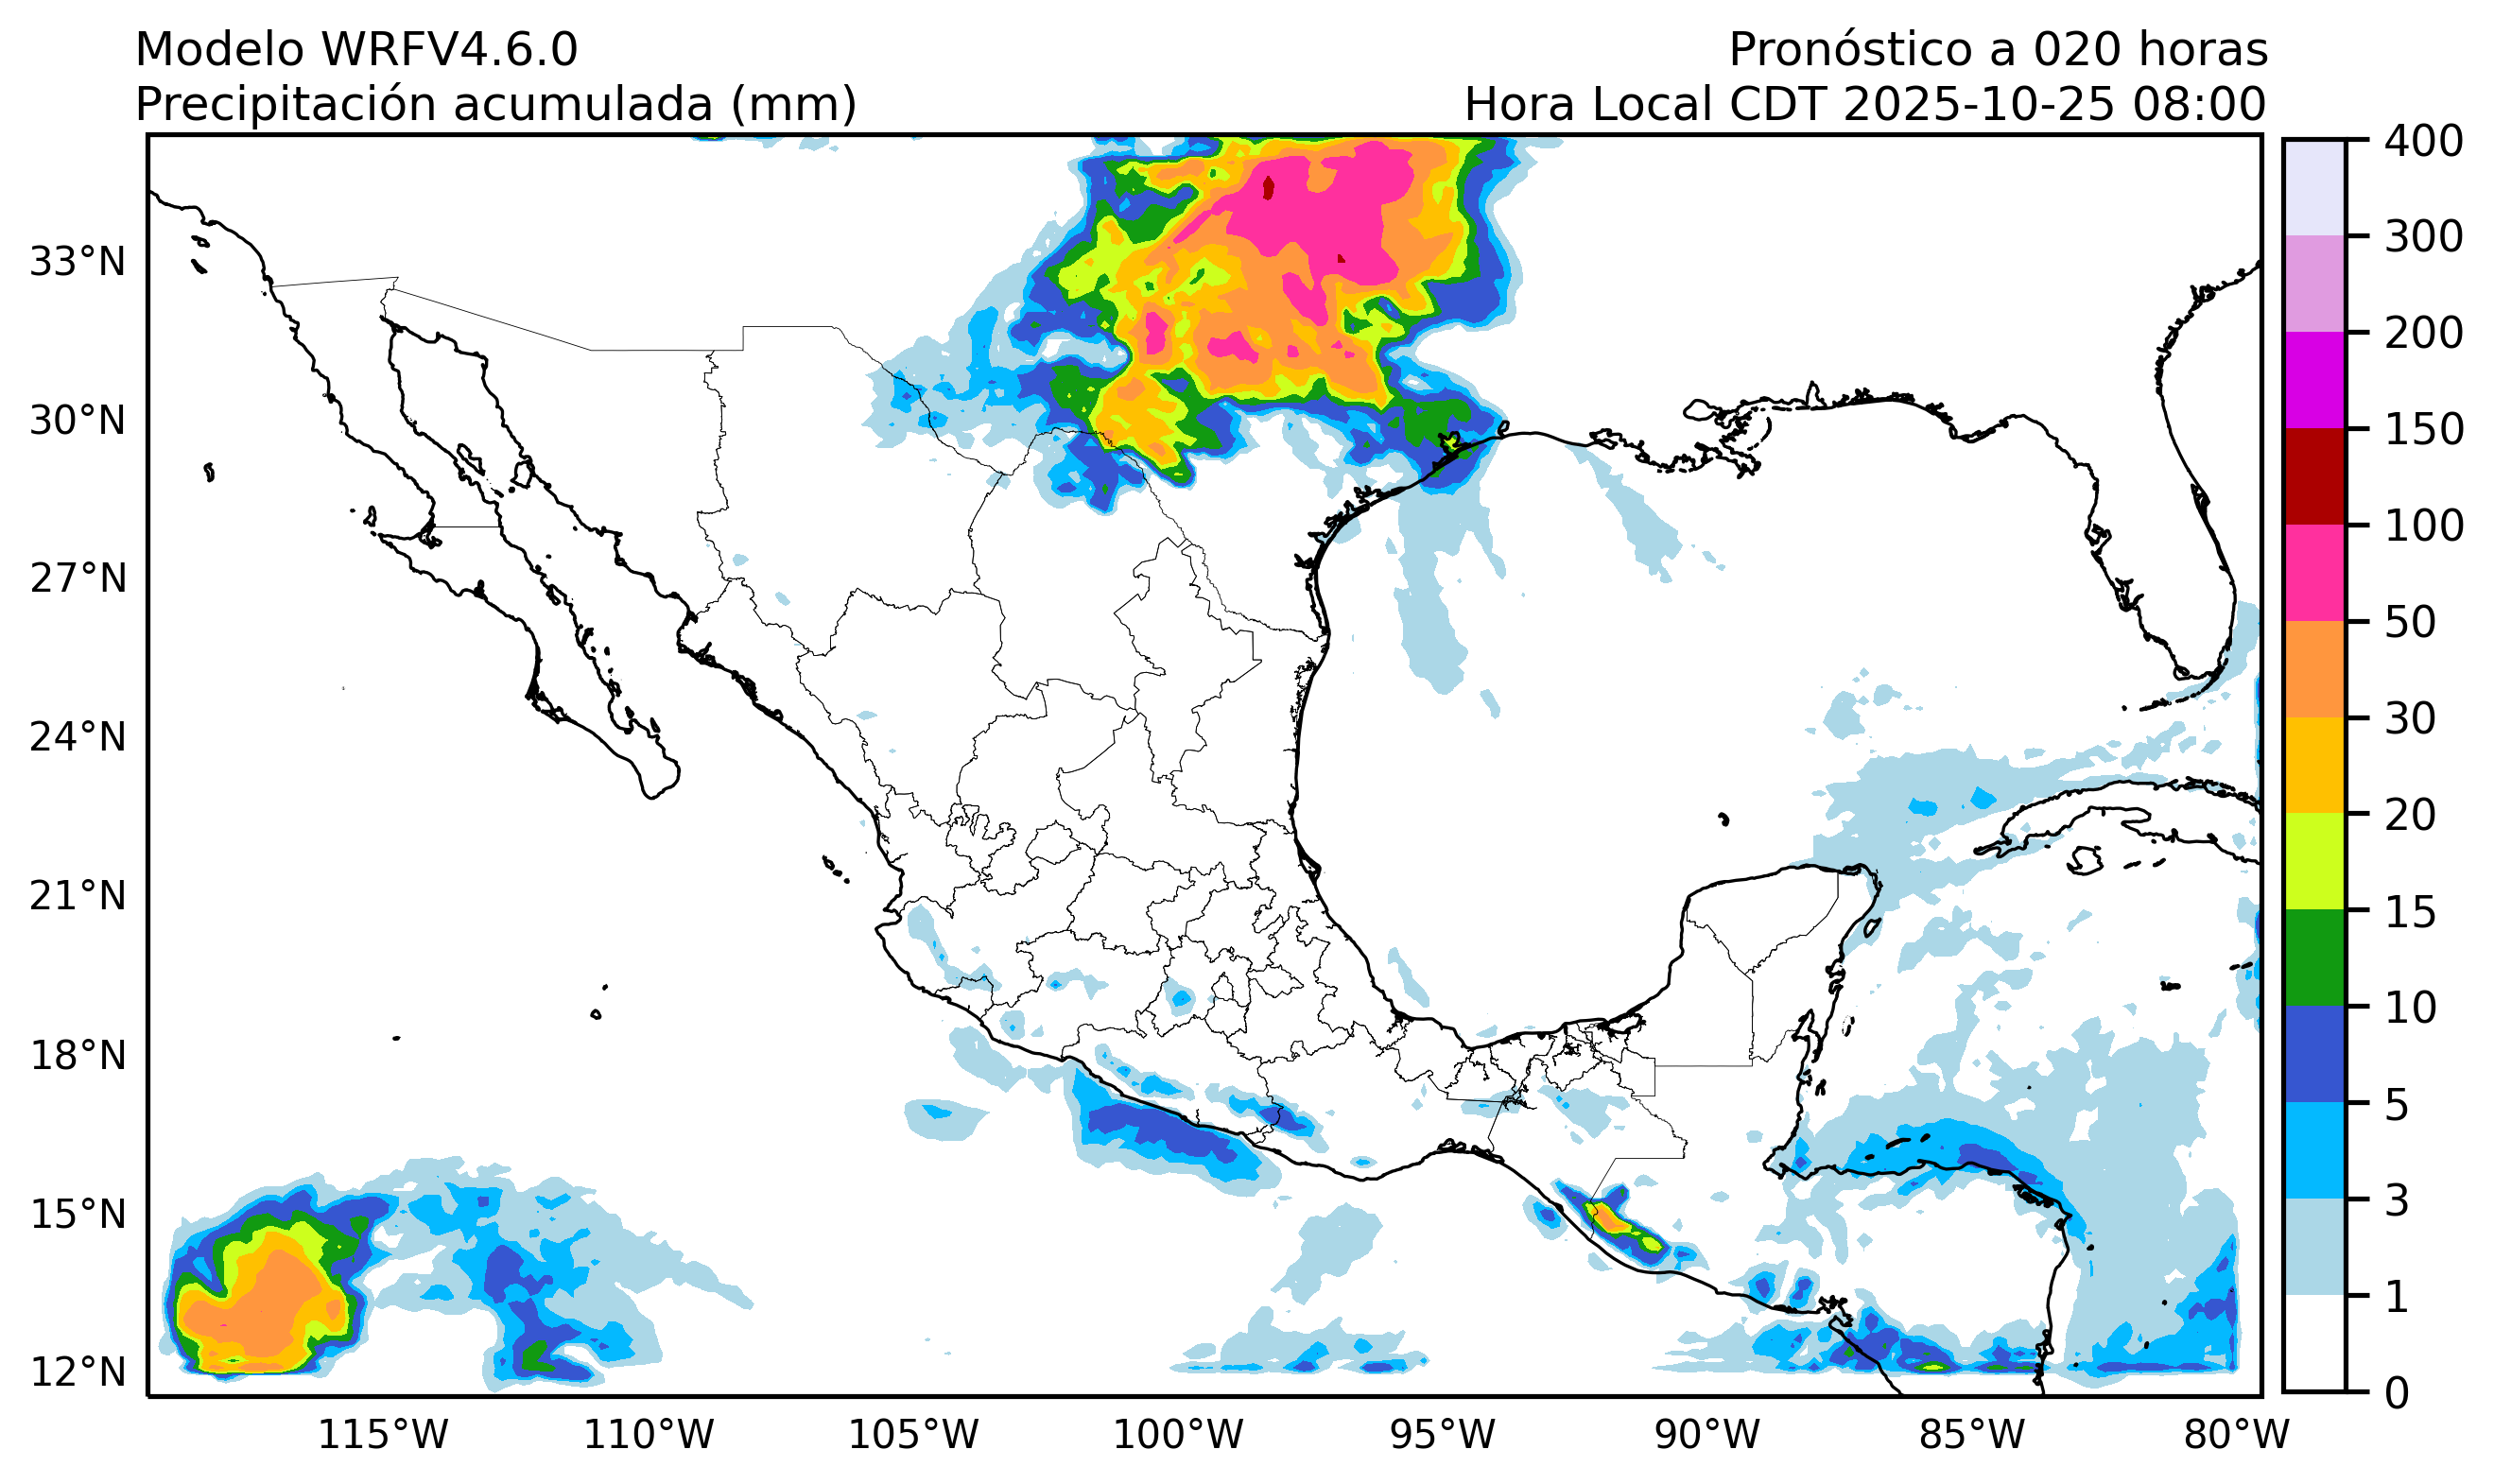 Modelo WRFV4.6.0
Pronóstico a 020 horas
Precipitación acumulada (mm)
Hora Local CDT 2025-10-25 08:00
33°N
30°N
27°N
24°N
21°N
18°N
15°N
12°N
115°W
110°W
105°W
100°W
95°W
90°W
85°W
80°W
400
300
200
150
100
50
30
20
15
10
5
3
1
0